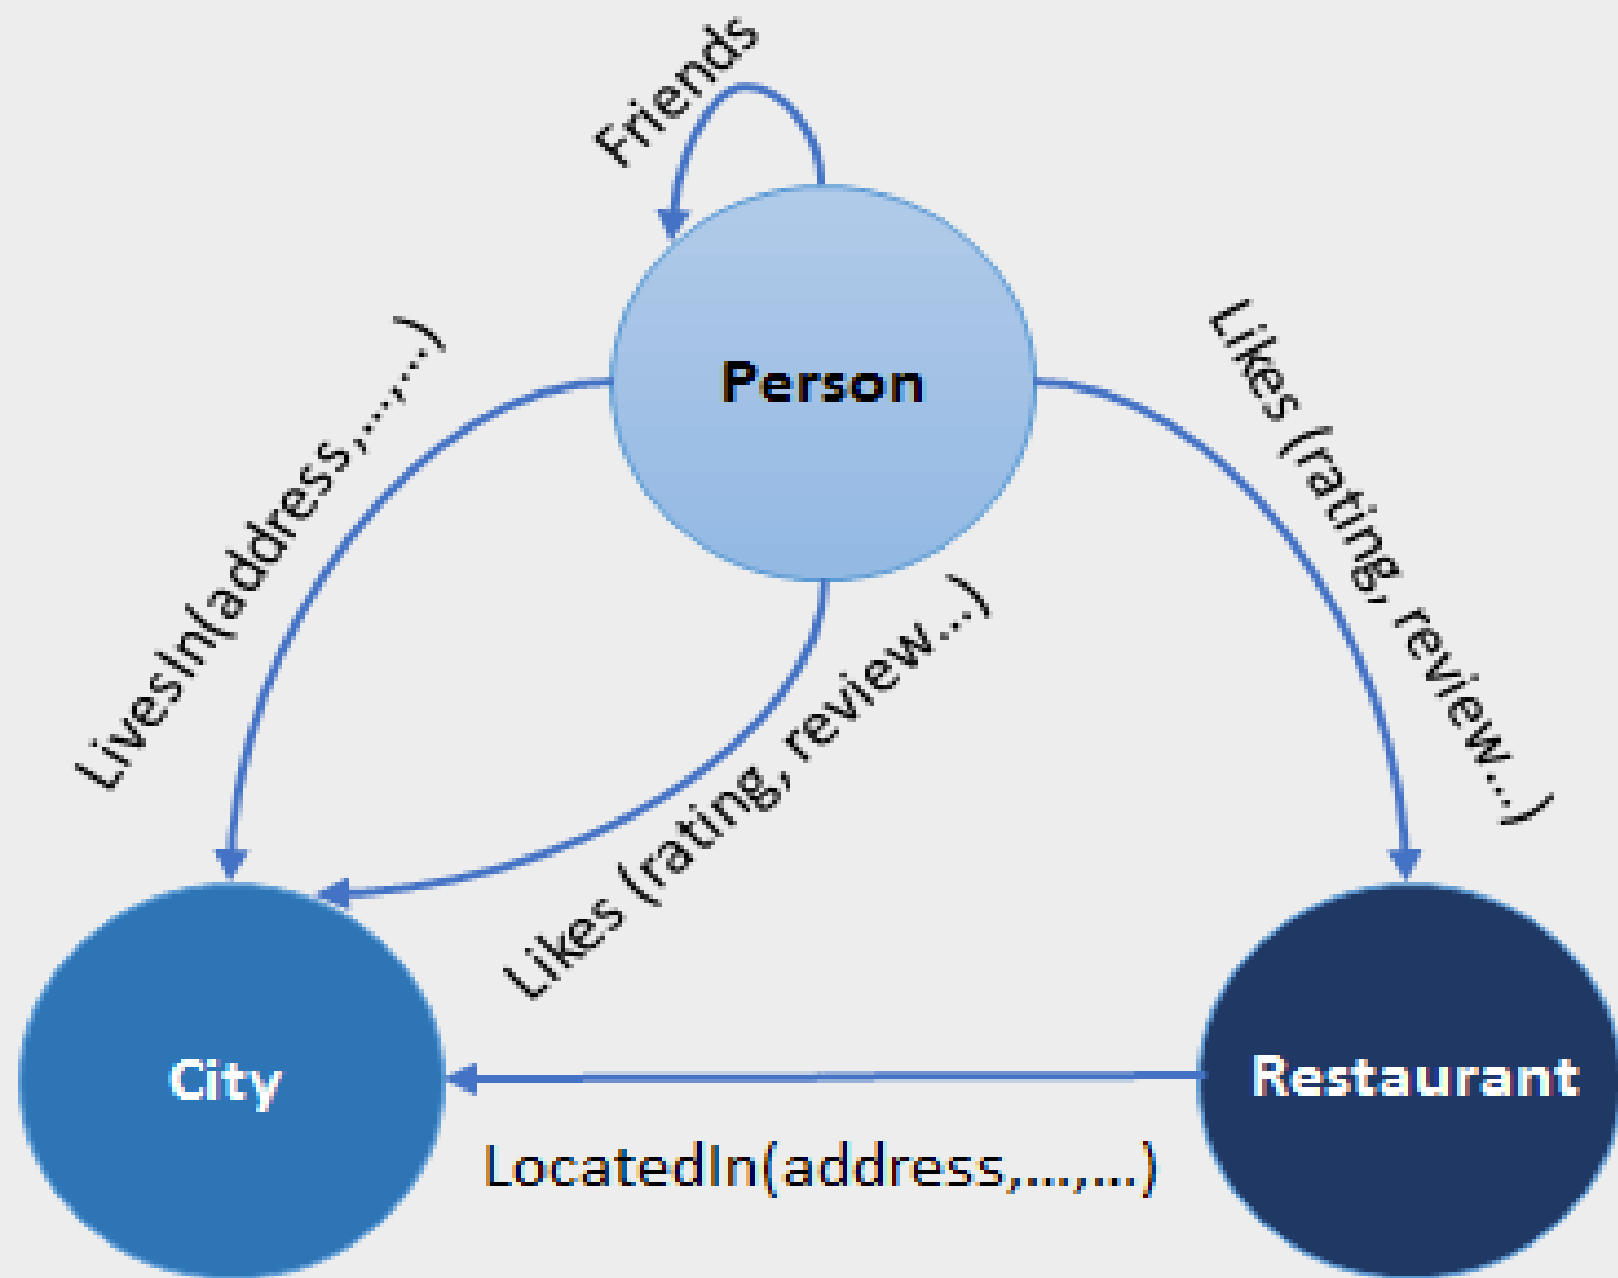 Friends
Person
LivesIn(address,...,...)
Likes (rating, review...)
Likes (rating, review...)
City
Restaurant
LocatedIn(address,...,...)